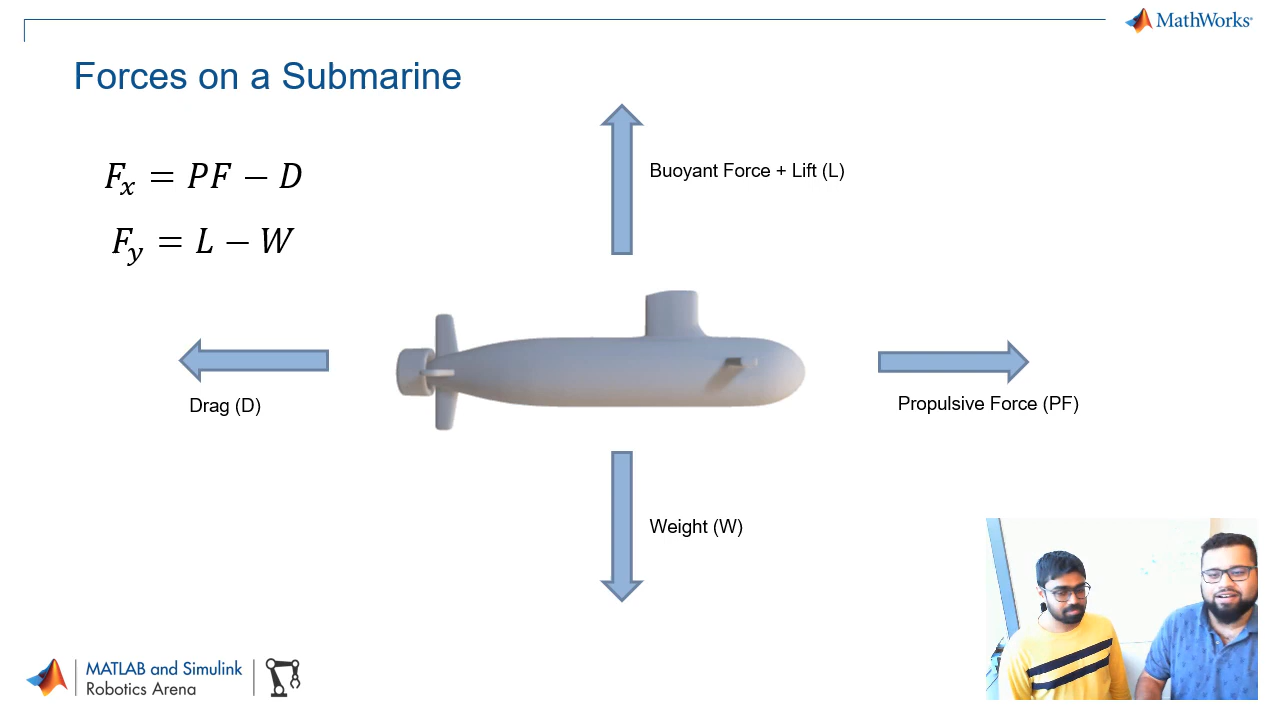 MathWorks®
Forces on a Submarine
Fx = PF − D
Fy = L − W
Buoyant Force + Lift (L)
Drag (D)
Propulsive Force (PF)
Weight (W)
MATLAB and Simulink
Robotics Arena